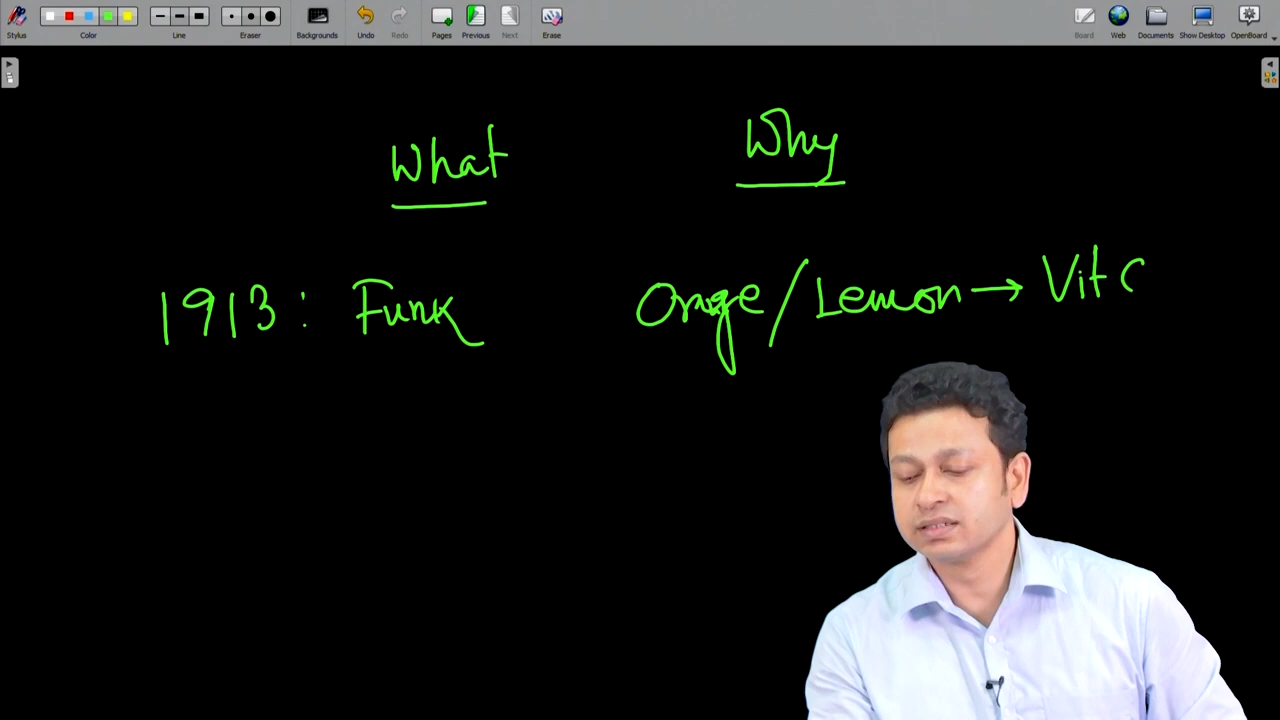 Stylus Color Line Eraser Backgrounds Undo Redo Pages Previous Next Erase Board Web Documents Show Desktop OpenBoard
What Why
1913: Funk Orange/Lemon → Vit C